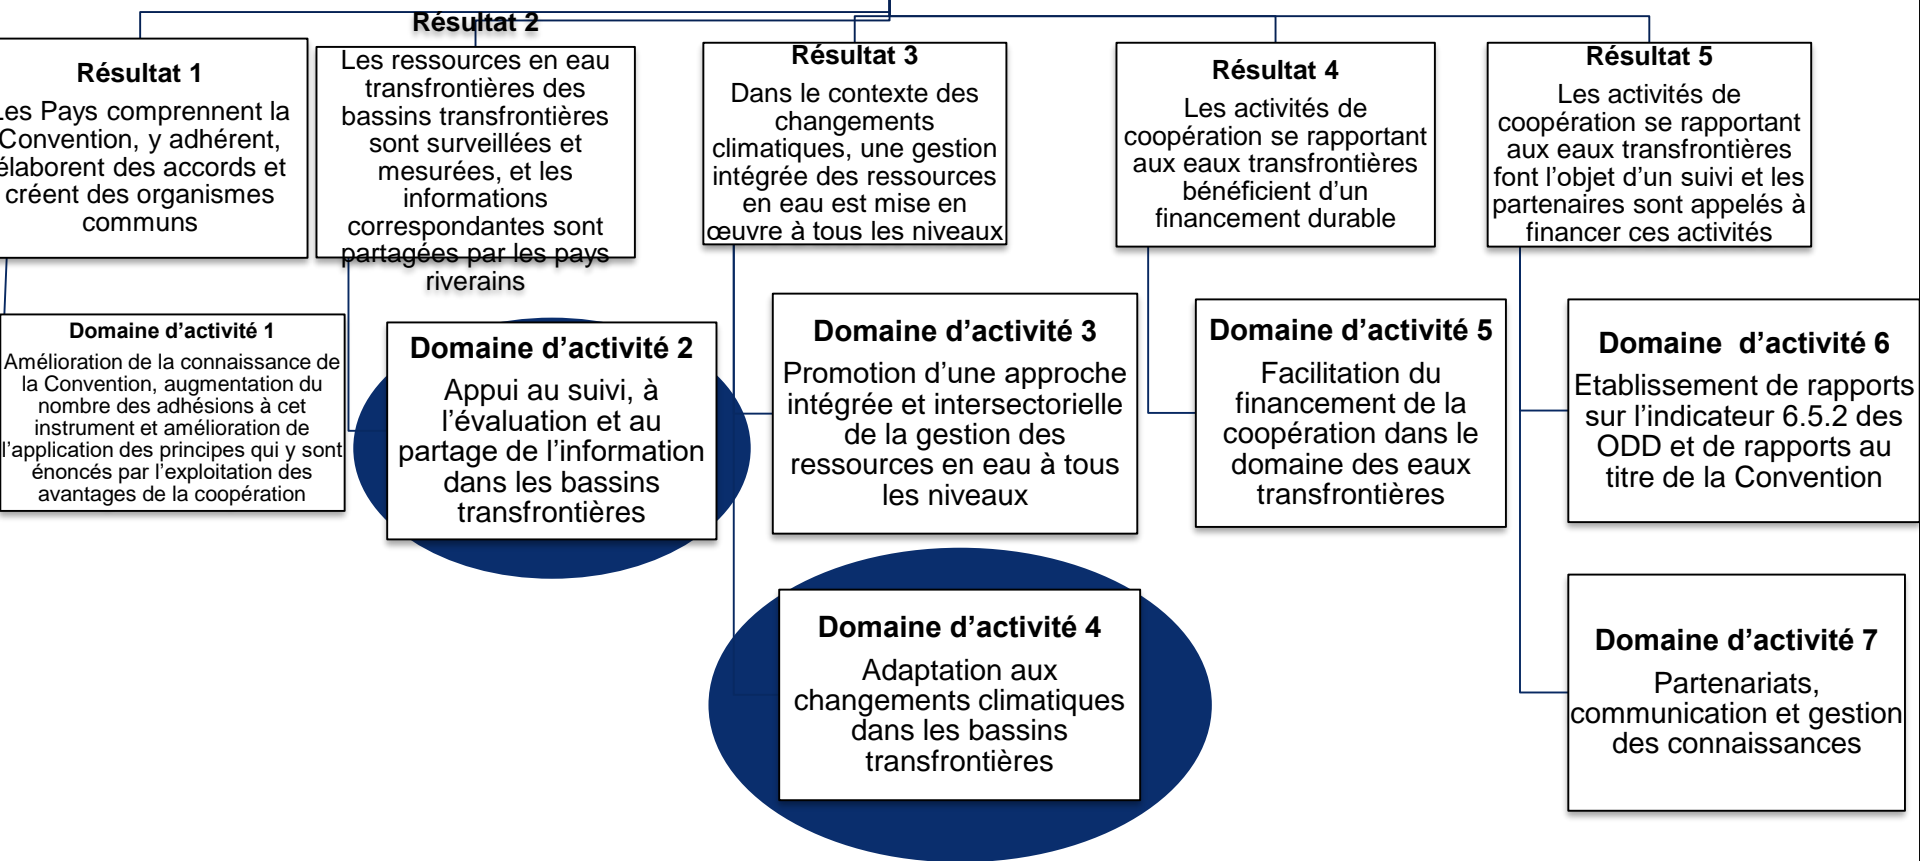 Résultat 1
Les Pays comprennent la
Convention, y adhérent,
élaborent des accords et
créent des organismes
communs
Résultat 2
Les ressources en eau
transfrontières des
bassins transfrontières
sont surveillées et
mesurées, et les
informations
correspondantes sont
partagées par les pays
riverains
Résultat 3
Dans le contexte des
changements
climatiques, une gestion
intégrée des ressources
en eau est mise en
œuvre à tous les niveaux
Résultat 4
Les activités de
coopération se rapportant
aux eaux transfrontières
bénéficient d’un
financement durable
Résultat 5
Les activités de
coopération se rapportant
aux eaux transfrontières
font l’objet d’un suivi et les
partenaires sont appelés à
financer ces activités
Domaine d’activité 1
Amélioration de la connaissance de
la Convention, augmentation du
nombre des adhésions à cet
instrument et amélioration de
l’application des principes qui y sont
énoncés par l’exploitation des
avantages de la coopération
Domaine d’activité 2
Appui au suivi, à
l’évaluation et au
partage de l’information
dans les bassins
transfrontières
Domaine d’activité 3
Promotion d’une approche
intégrée et intersectorielle
de la gestion des
ressources en eau à tous
les niveaux
Domaine d’activité 5
Facilitation du
financement de la
coopération dans le
domaine des eaux
transfrontières
Domaine d’activité 6
Etablissement de rapports
sur l’indicateur 6.5.2 des
ODD et de rapports au
titre de la Convention
Domaine d’activité 4
Adaptation aux
changements climatiques
dans les bassins
transfrontières
Domaine d’activité 7
Partenariats,
communication et gestion
des connaissances